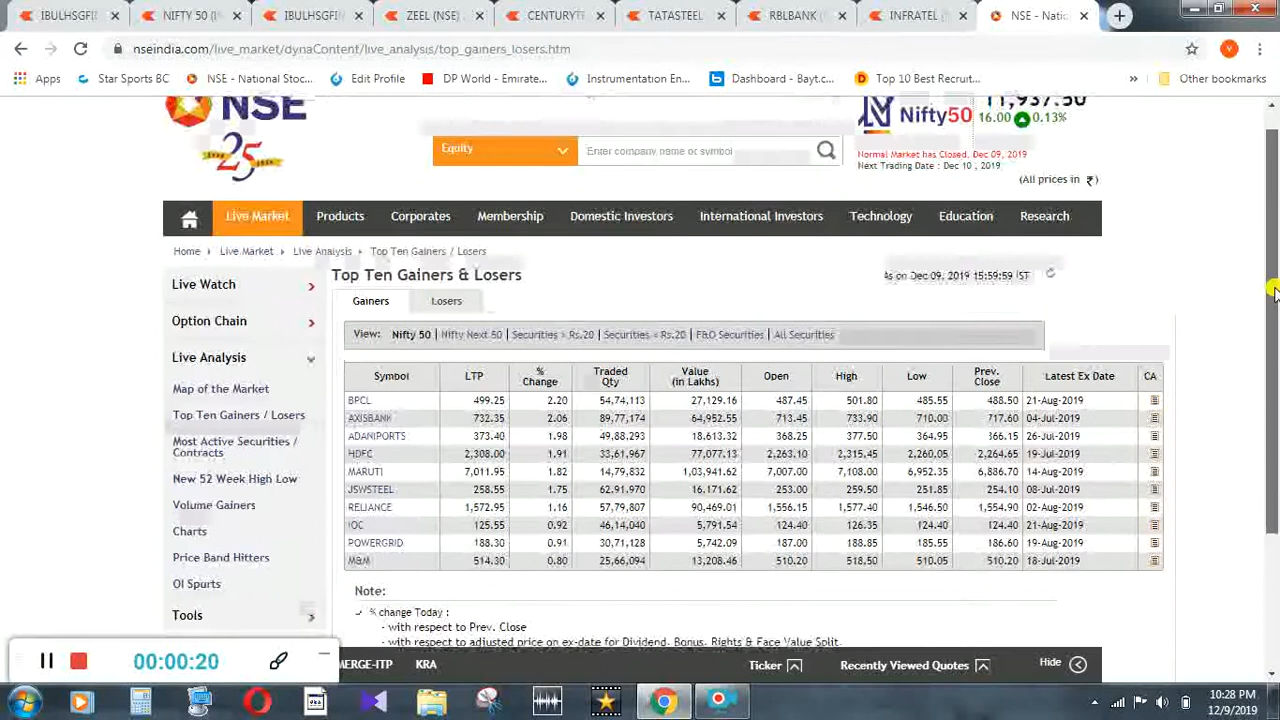 IBULHSGFI
NIFTY 50 (I
IBULHSGFI
ZEEL (NSE)
CENTURYTE
TATASTEEL
RBLBANK (
INFRATEL (
NSE - Natio
nseindia.com/live_market/dynaContent/live_analysis/top_gainers_losers.htm
V
Apps
Star Sports BC
NSE - National Stoc...
Edit Profile
DP World - Emirate...
Instrumentation En...
Dashboard - Bayt.c...
Top 10 Best Recruit...
»
Other bookmarks
NSE
25
Equity
Enter company name or symbol
Nifty50
11,937.50
16.00 0.13%
Normal Market has Closed. Dec 09, 2019
Next Trading Date : Dec 10 , 2019
(All prices in ₹)
Live Market Products Corporates Membership Domestic Investors International Investors Technology Education Research
Home Live Market Live Analysis Top Ten Gainers / Losers
Live Watch
Option Chain
Live Analysis
Map of the Market
Top Ten Gainers / Losers
Most Active Securities /
Contracts
New 52 Week High Low
Volume Gainers
Charts
Price Band Hitters
OI Spurts
Tools
Top Ten Gainers & Losers
As on Dec 09, 2019 15:59:59 IST
Gainers Losers
View: Nifty 50 | Nifty Next 50 | Securities > Rs.20 | Securities < Rs.20 | F&O Securities | All Securities
Symbol LTP % Change Traded Qty Value (in Lakhs) Open High Low Prev. Close Latest Ex Date CA
BPCL 499.25 2.20 54,74,113 27,129.16 487.45 501.80 485.55 488.50 21-Aug-2019
AXISBANK 732.35 2.06 89,77,174 64,952.55 713.45 733.90 710.00 717.60 04-Jul-2019
ADANIPORTS 373.40 1.98 49,88,293 18,613.32 368.25 377.50 364.95 366.15 26-Jul-2019
HDFC 2,308.00 1.91 33,61,967 77,077.13 2,263.10 2,315.45 2,260.05 2,264.65 19-Jul-2019
MARUTI 7,011.95 1.82 14,79,832 1,03,941.62 7,007.00 7,108.00 6,952.35 6,886.70 14-Aug-2019
JSWSTEEL 258.55 1.75 62,91,970 16,171.62 253.00 259.50 251.85 254.10 08-Jul-2019
RELIANCE 1,572.95 1.16 57,79,807 90,469.01 1,556.15 1,577.40 1,546.50 1,554.90 02-Aug-2019
IOC 125.55 0.92 46,14,040 5,791.54 124.40 126.35 124.40 124.40 21-Aug-2019
POWERGRID 188.30 0.91 30,71,128 5,742.09 187.00 188.85 185.55 186.60 19-Aug-2019
M&M 514.30 0.80 25,66,094 13,208.46 510.20 518.50 510.05 510.20 18-Jul-2019
Note:
% change Today :
- with respect to Prev. Close
- with respect to adjusted price on ex-date for Dividend, Bonus, Rights & Face Value Split.
00:00:20
MERGE-ITP KRA Ticker Recently Viewed Quotes Hide
10:28 PM
12/9/2019